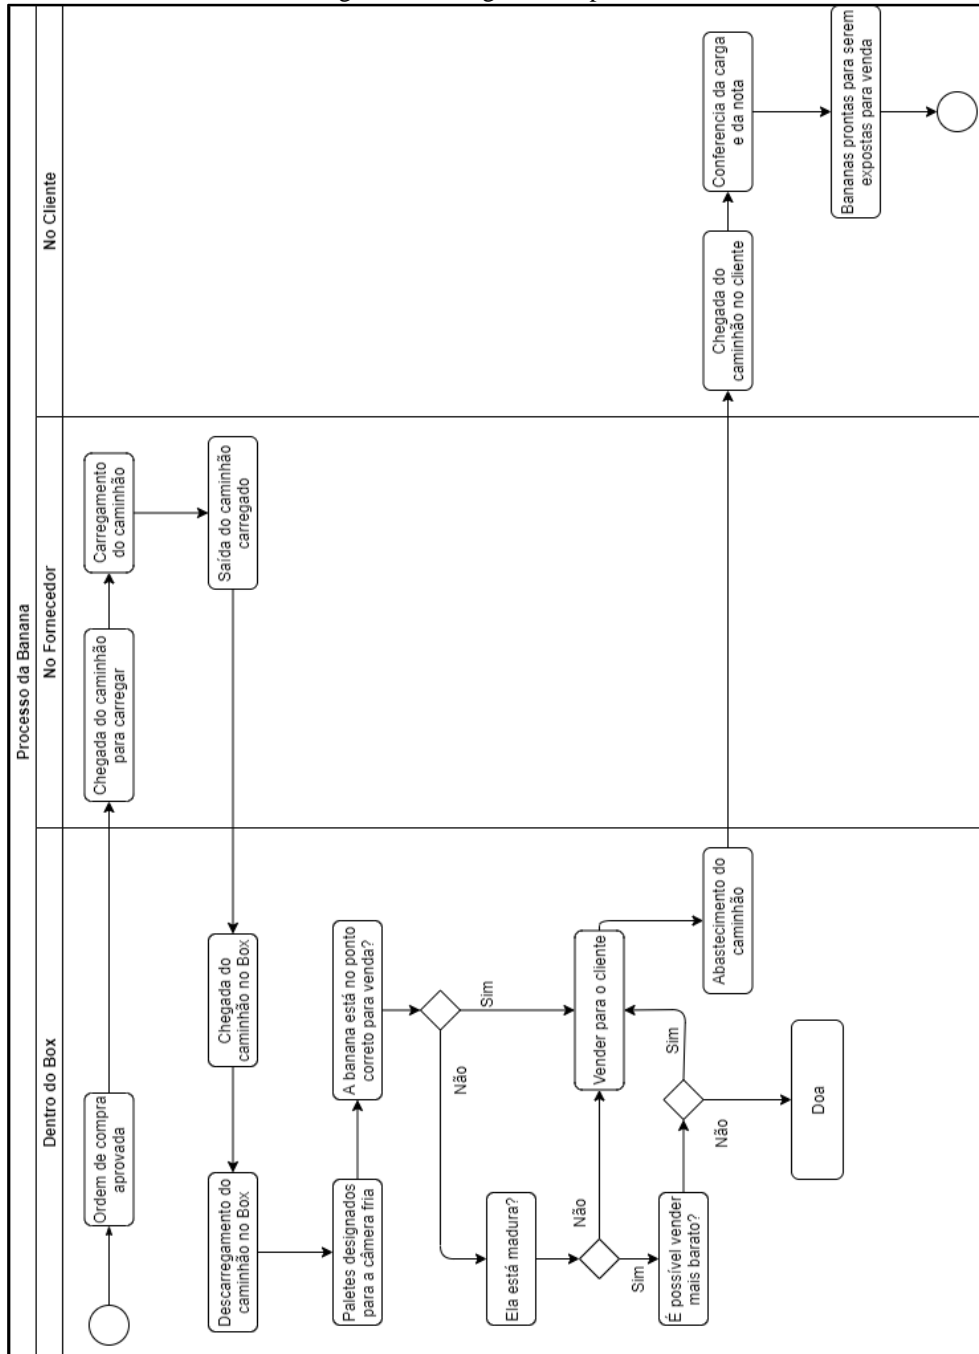 Processo da Banana
Dentro do Box
No Fornecedor
No Cliente
Ordem de compra
aprovada
Chegada do caminhão
para carregar
Carregamento
do caminhão
Saída do caminhão
carregado
Chegada do
caminhão no Box
Descarregamento do
caminhão no Box
Paletes designados
para a câmera fria
A banana está no ponto
correto para venda?
Sim
Não
Ela está madura?
Não
Sim
Vender para o cliente
É possível vender
mais barato?
Sim
Não
Doa
Abastecimento do
caminhão
Chegada do
caminhão no cliente
Conferencia da carga
e da nota
Bananas prontas para serem
expostas para venda